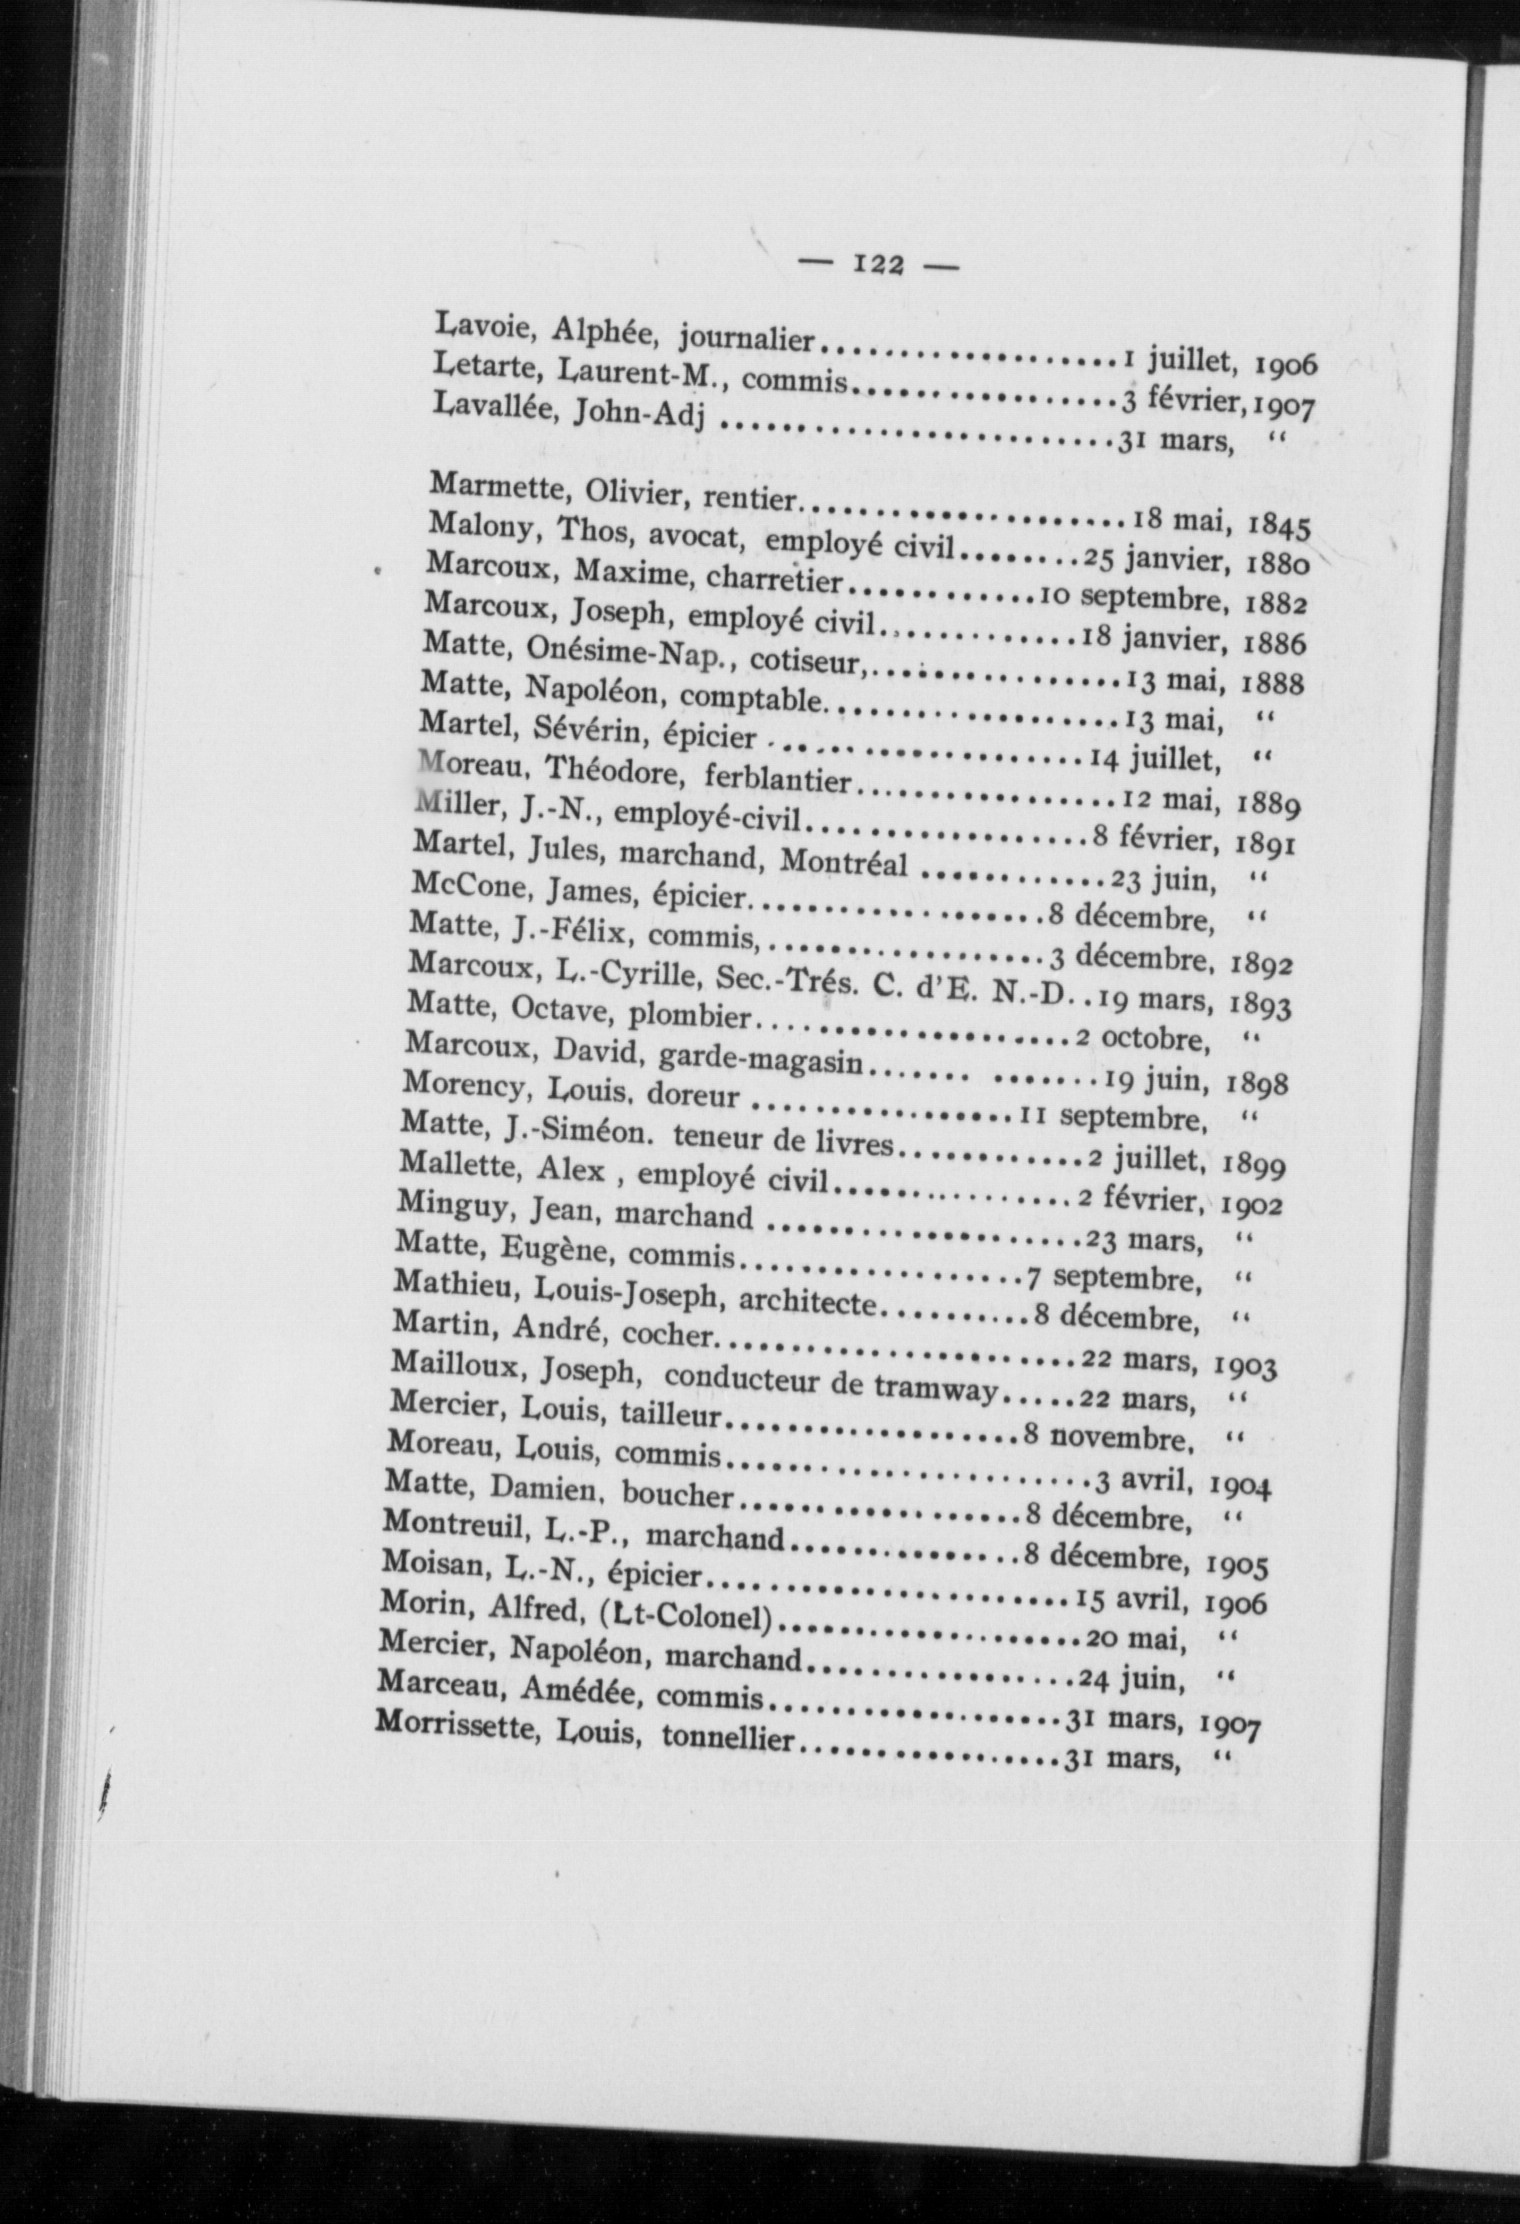 — 122 —
Lavoie, Alphée, journalier...................1 juillet, 1906
Letarte, Laurent-M., commis.................3 février, 1907
Lavallée, John-Adj ..........................31 mars, “
Marmette, Olivier, rentier......................18 mai, 1845
Malony, Thos, avocat, employé civil........25 janvier, 1880
Marcoux, Maxime, charretier............10 septembre, 1882
Marcoux, Joseph, employé civil.............18 janvier, 1886
Matte, Onésime-Nap., cotiseur,................13 mai, 1888
Matte, Napoléon, comptable...................13 mai, “
Martel, Sévérin, épicier ....................14 juillet, “
Moreau, Théodore, ferblantier.................12 mai, 1889
Miller, J.-N., employé-civil..................8 février, 1891
Martel, Jules, marchand, Montréal ............23 juin, “
McCone, James, épicier...................8 décembre, “
Matte, J.-Félix, commis,..................3 décembre, 1892
Marcoux, L.-Cyrille, Sec.-Trés. C. d’E. N.-D..19 mars, 1893
Matte, Octave, plombier....................2 octobre, “
Marcoux, David, garde-magasin....... .......19 juin, 1898
Morency, Louis, doreur .................11 septembre, “
Matte, J.-Siméon. teneur de livres............2 juillet, 1899
Mallette, Alex , employé civil................2 février, 1902
Minguy, Jean, marchand ....................23 mars, “
Matte, Eugène, commis..................7 septembre, “
Mathieu, Louis-Joseph, architecte..........8 décembre, “
Martin, André, cocher.......................22 mars, 1903
Mailloux, Joseph, conducteur de tramway.....22 mars, “
Mercier, Louis, tailleur...................8 novembre, “
Moreau, Louis, commis.......................3 avril, 1904
Matte, Damien, boucher..................8 décembre, “
Montreuil, L.-P., marchand...............8 décembre, 1905
Moisan, L.-N., épicier.......................15 avril, 1906
Morin, Alfred, (Lt-Colonel)....................20 mai, “
Mercier, Napoléon, marchand.................24 juin, “
Marceau, Amédée, commis...................31 mars, 1907
Morrissette, Louis, tonnellier.................31 mars, “